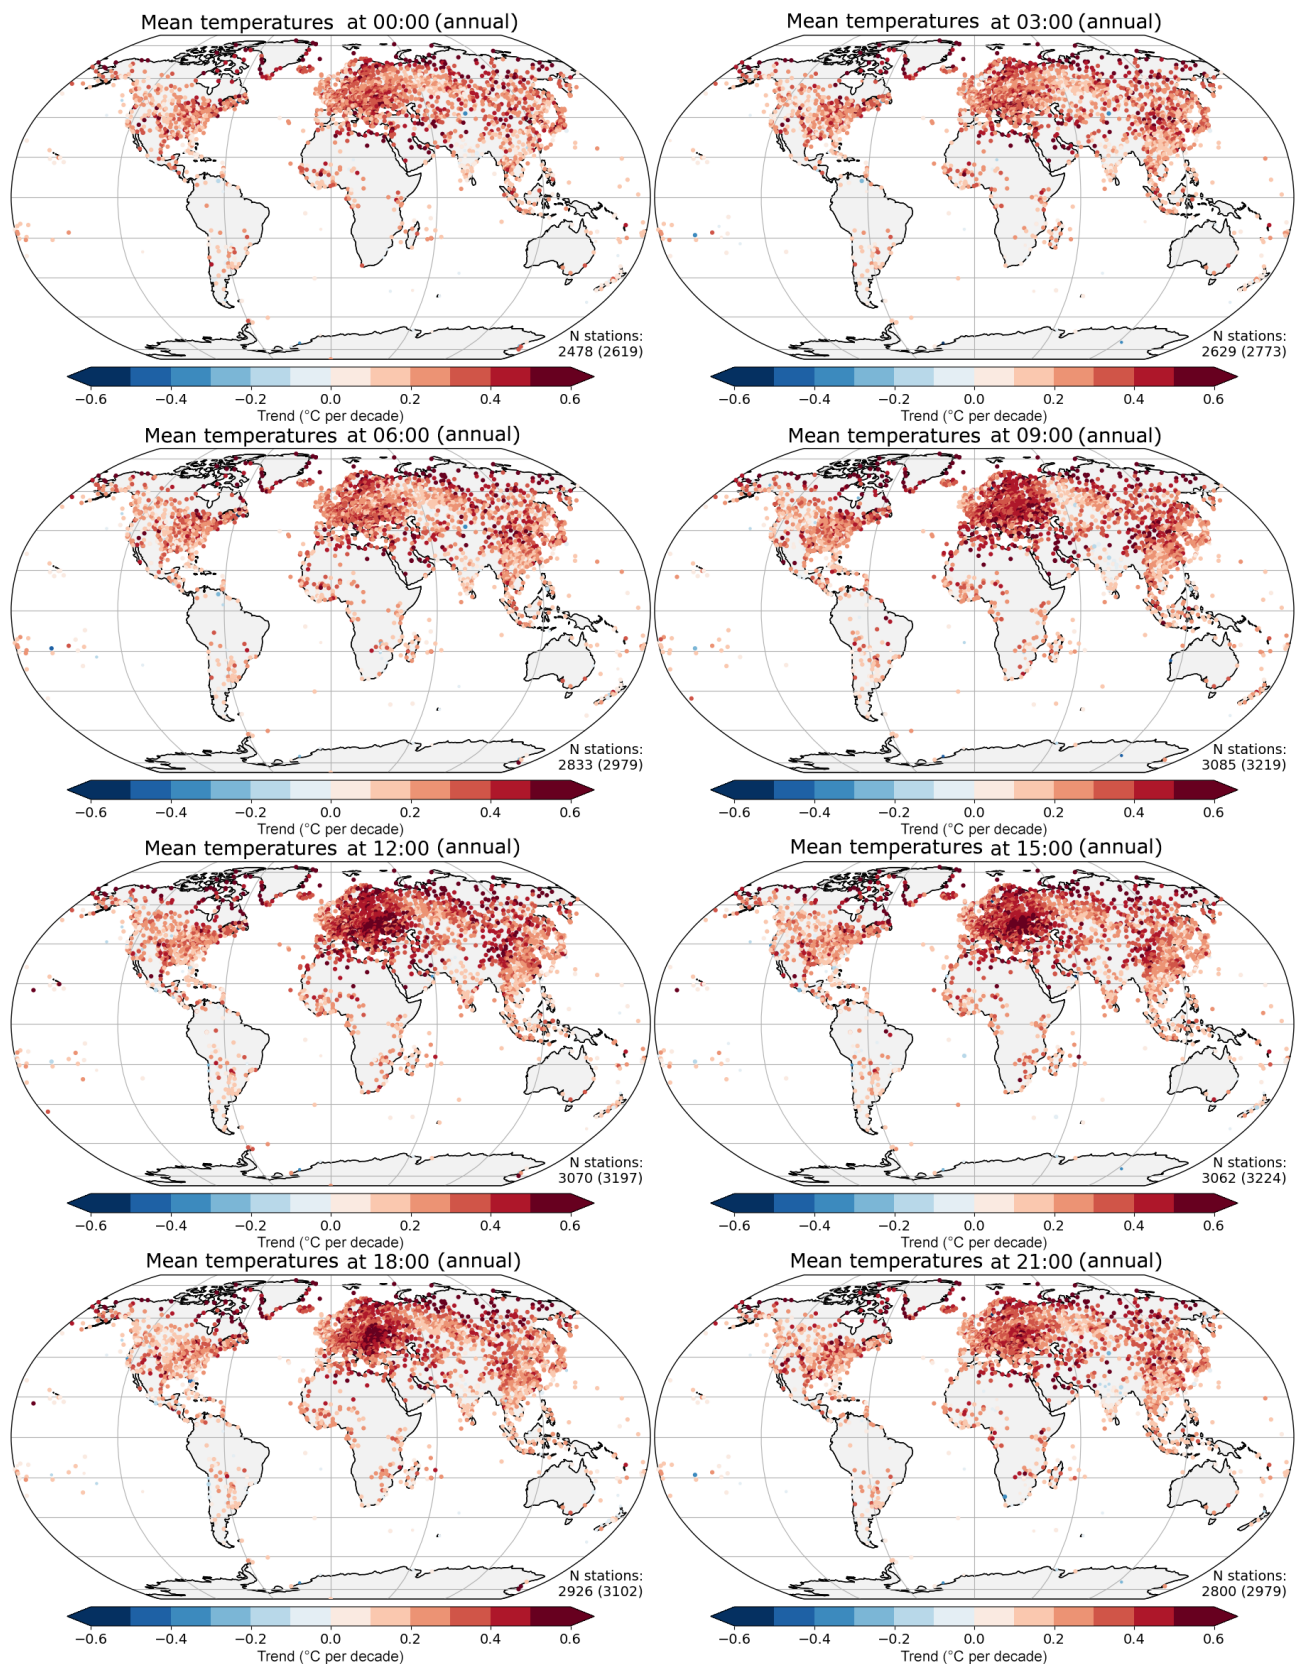 Mean temperatures at 00:00 (annual)
N stations:
2478 (2619)
−0.6 −0.4 −0.2 0.0 0.2 0.4 0.6
Trend (°C per decade)
Mean temperatures at 03:00 (annual)
N stations:
2629 (2773)
−0.6 −0.4 −0.2 0.0 0.2 0.4 0.6
Trend (°C per decade)
Mean temperatures at 06:00 (annual)
N stations:
2833 (2979)
−0.6 −0.4 −0.2 0.0 0.2 0.4 0.6
Trend (°C per decade)
Mean temperatures at 09:00 (annual)
N stations:
3085 (3219)
−0.6 −0.4 −0.2 0.0 0.2 0.4 0.6
Trend (°C per decade)
Mean temperatures at 12:00 (annual)
N stations:
3070 (3197)
−0.6 −0.4 −0.2 0.0 0.2 0.4 0.6
Trend (°C per decade)
Mean temperatures at 15:00 (annual)
N stations:
3062 (3224)
−0.6 −0.4 −0.2 0.0 0.2 0.4 0.6
Trend (°C per decade)
Mean temperatures at 18:00 (annual)
N stations:
2926 (3102)
−0.6 −0.4 −0.2 0.0 0.2 0.4 0.6
Trend (°C per decade)
Mean temperatures at 21:00 (annual)
N stations:
2800 (2979)
−0.6 −0.4 −0.2 0.0 0.2 0.4 0.6
Trend (°C per decade)